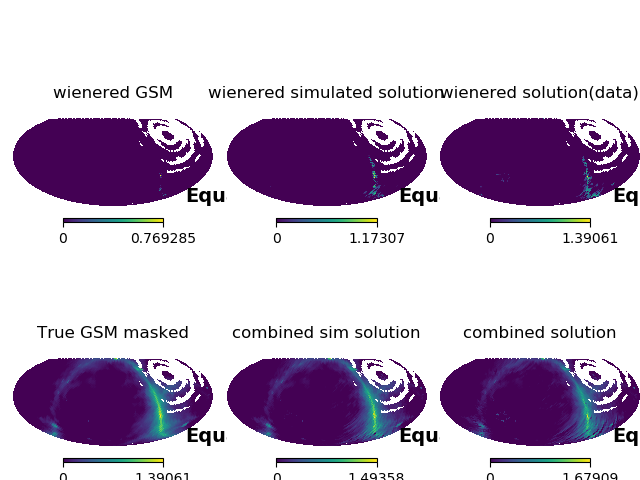 wienered GSM
wienered simulated solution
wienered solution(data)
Equ
Equ
Eq
0 0.769285
0 1.17307
0 1.39061
True GSM masked
combined sim solution
combined solution
Equ
Equ
Eq
0 1.39061
0 1.49358
0 1.67909